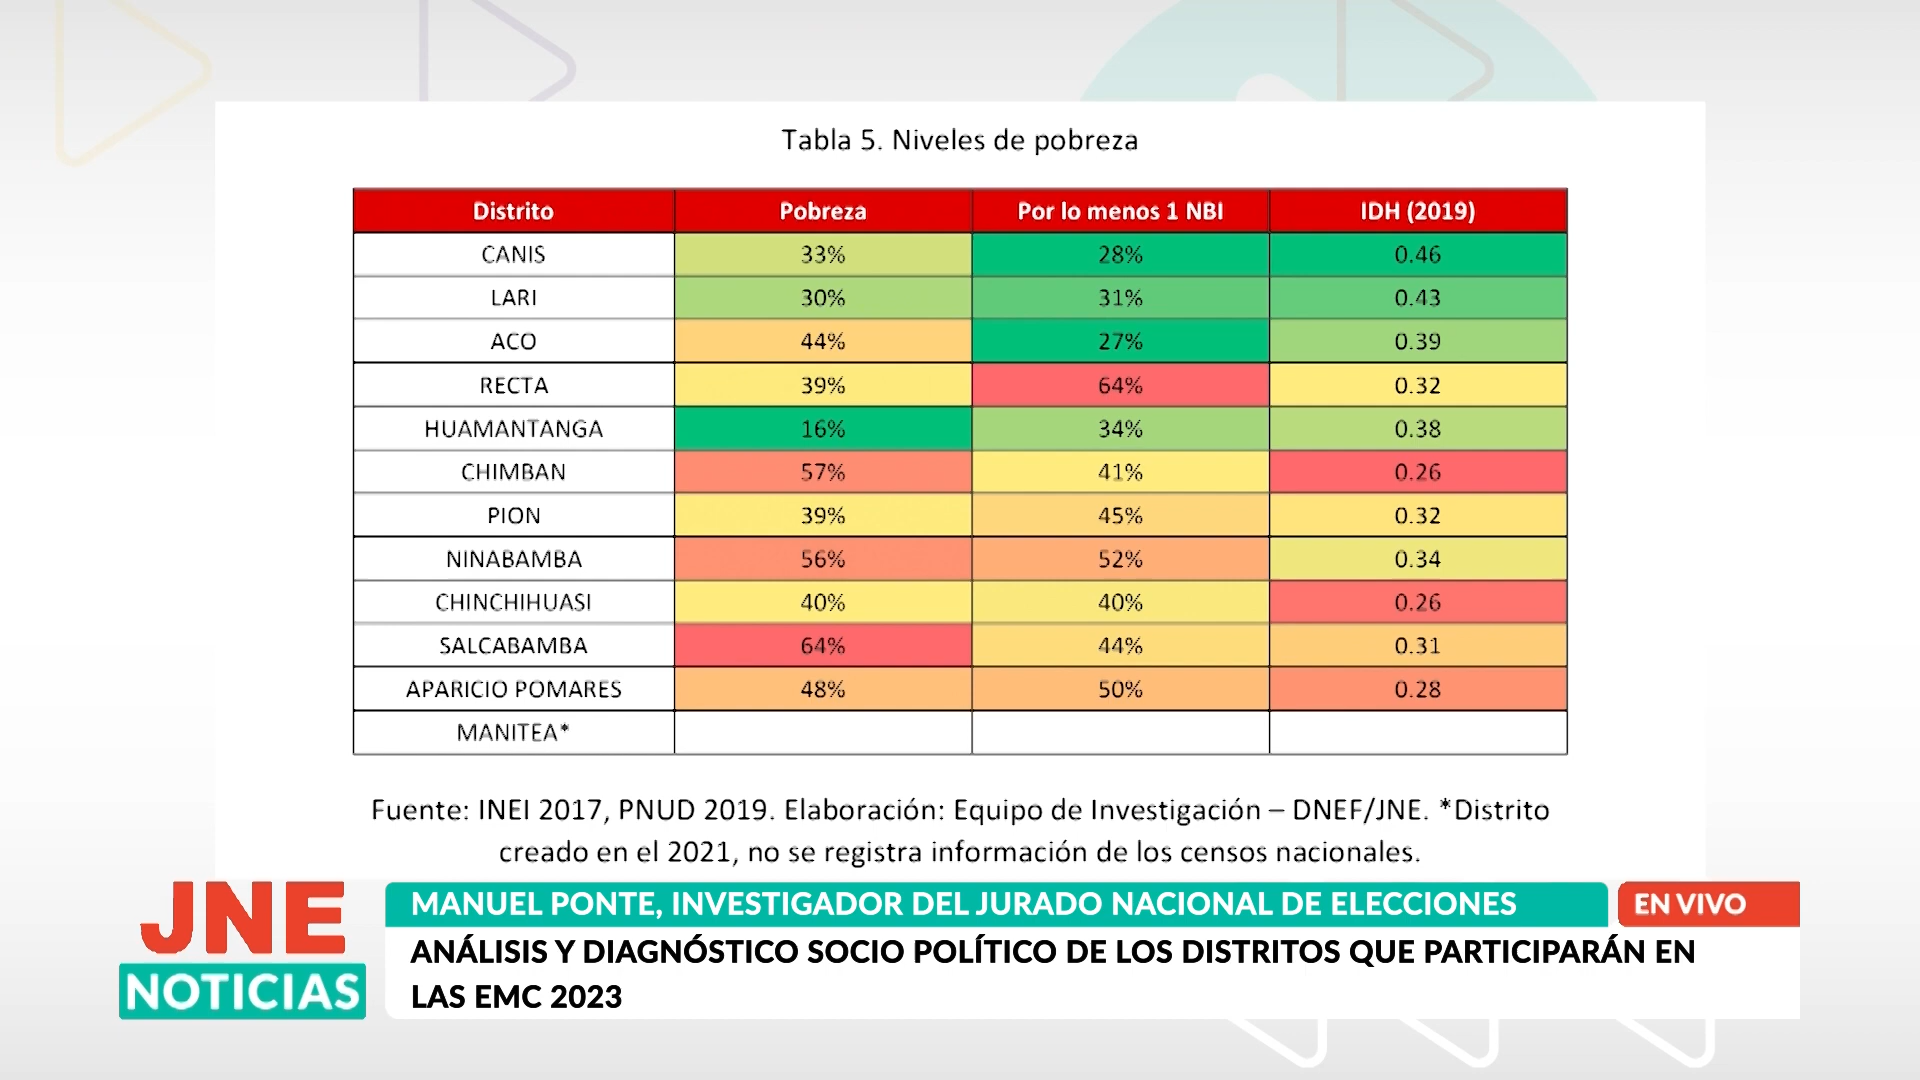 Tabla 5. Niveles de pobreza
Distrito Pobreza Por lo menos 1 NBI IDH (2019)
CANIS 33% 28% 0.46
LARI 30% 31% 0.43
ACO 44% 27% 0.39
RECTA 39% 64% 0.32
HUAMANTANGA 16% 34% 0.38
CHIMBAN 57% 41% 0.26
PION 39% 45% 0.32
NINABAMBA 56% 52% 0.34
CHINCHIHUASI 40% 40% 0.26
SALCABAMBA 64% 44% 0.31
APARICIO POMARES 48% 50% 0.28
MANITEA*
Fuente: INEI 2017, PNUD 2019. Elaboración: Equipo de Investigación – DNEF/JNE. *Distrito
creado en el 2021, no se registra información de los censos nacionales.
JNE
NOTICIAS
MANUEL PONTE, INVESTIGADOR DEL JURADO NACIONAL DE ELECCIONES
EN VIVO
ANÁLISIS Y DIAGNÓSTICO SOCIO POLÍTICO DE LOS DISTRITOS QUE PARTICIPARÁN EN
LAS EMC 2023